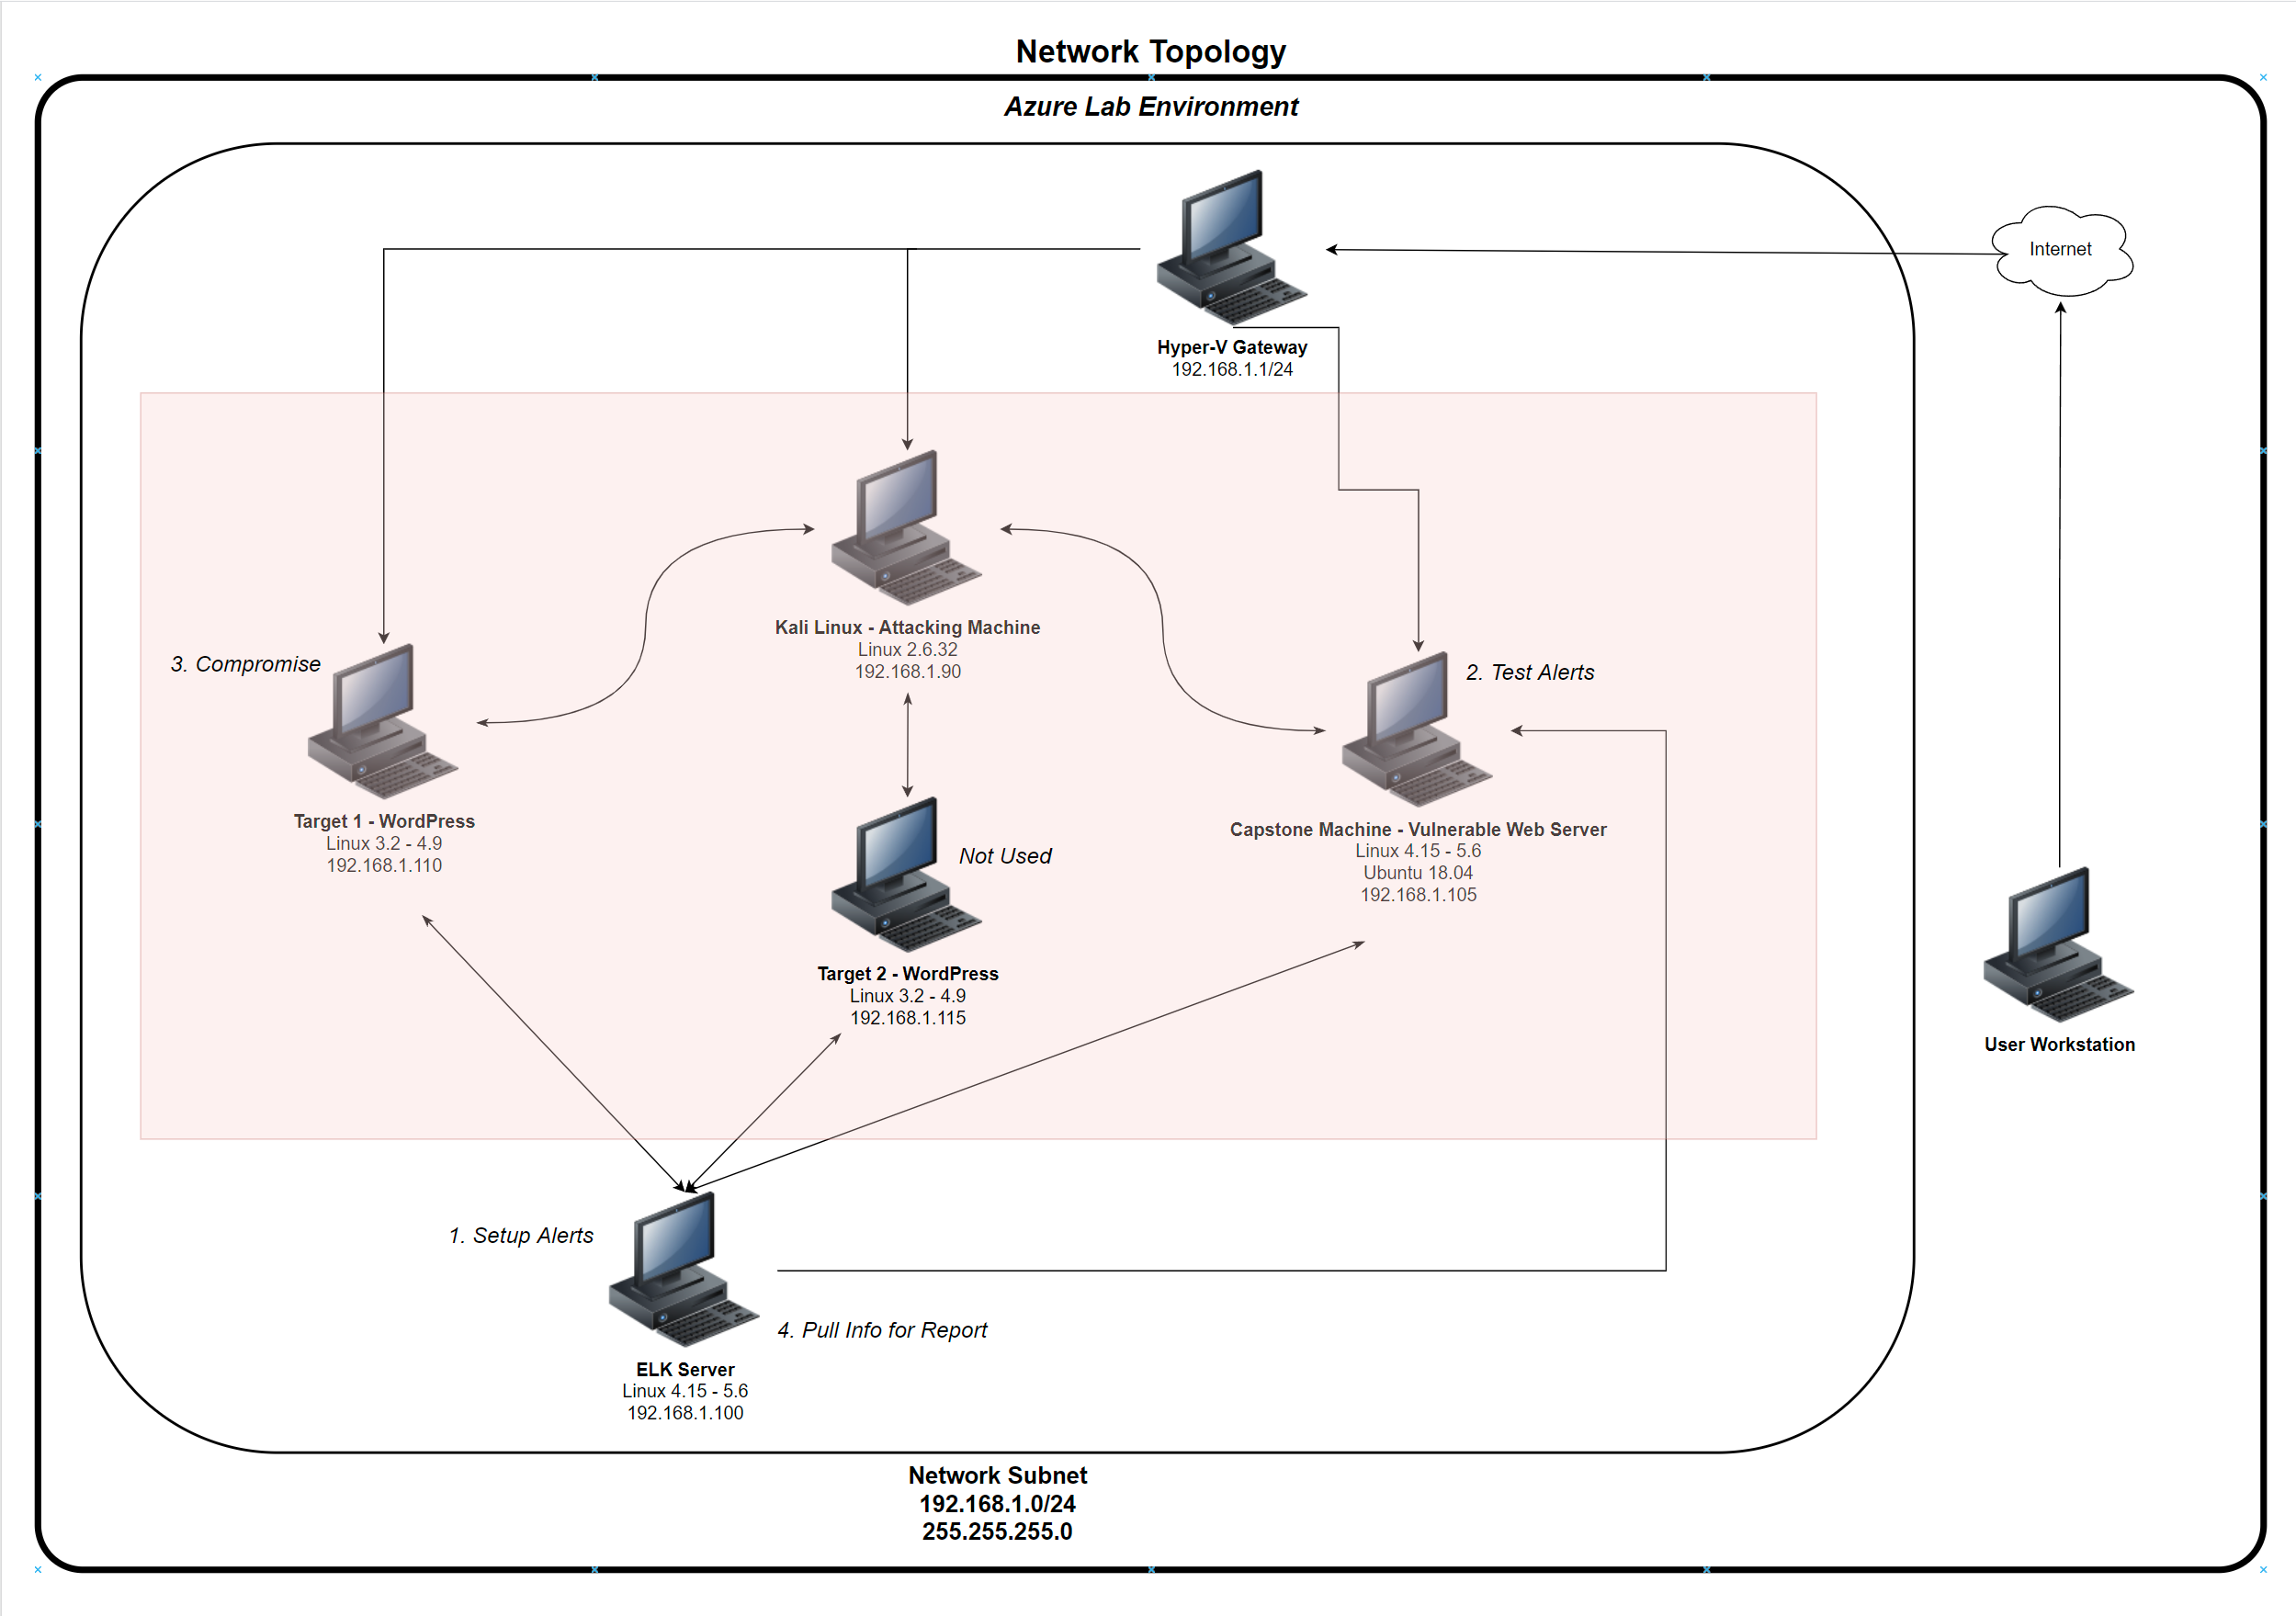 Network Topology
Azure Lab Environment
Internet
Hyper-V Gateway
192.168.1.1/24
Kali Linux - Attacking Machine
Linux 2.6.32
192.168.1.90
3. Compromise
2. Test Alerts
Target 1 - WordPress
Linux 3.2 - 4.9
192.168.1.110
Not Used
Capstone Machine - Vulnerable Web Server
Linux 4.15 - 5.6
Ubuntu 18.04
192.168.1.105
Target 2 - WordPress
Linux 3.2 - 4.9
192.168.1.115
User Workstation
1. Setup Alerts
4. Pull Info for Report
ELK Server
Linux 4.15 - 5.6
192.168.1.100
Network Subnet
192.168.1.0/24
255.255.255.0